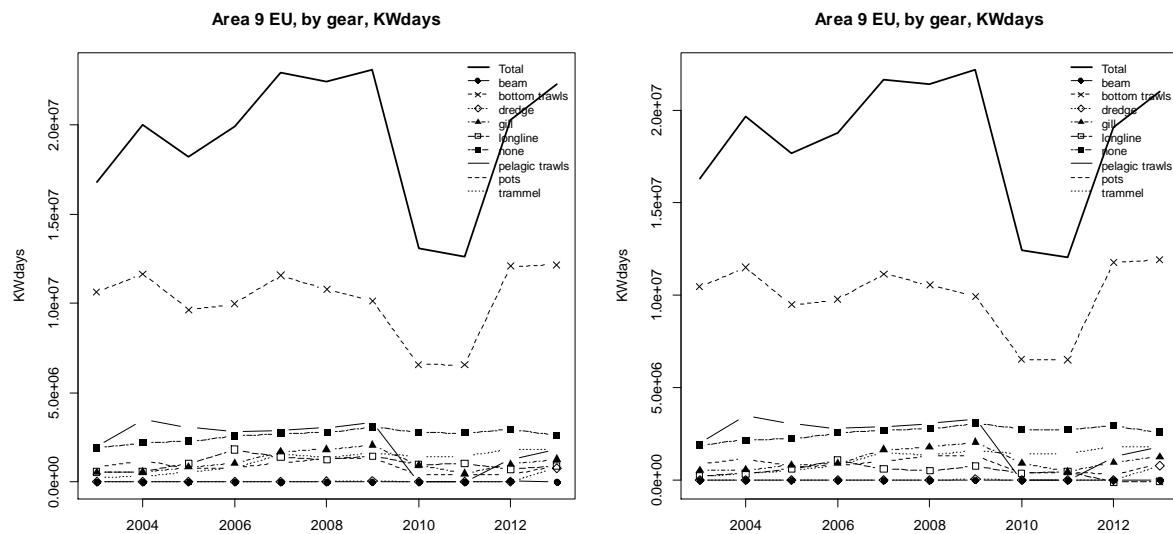 Area 9 EU, by gear, KWdays
KWdays
2.0e+07
1.5e+07
1.0e+07
5.0e+06
0.0e+00
2004 2006 2008 2010 2012
Total
beam
bottom trawls
dredge
gill
longline
none
pelagic trawls
pots
trammel
Area 9 EU, by gear, KWdays
KWdays
2.0e+07
1.5e+07
1.0e+07
5.0e+06
0.0e+00
2004 2006 2008 2010 2012
Total
beam
bottom trawls
dredge
gill
longline
none
pelagic trawls
pots
trammel